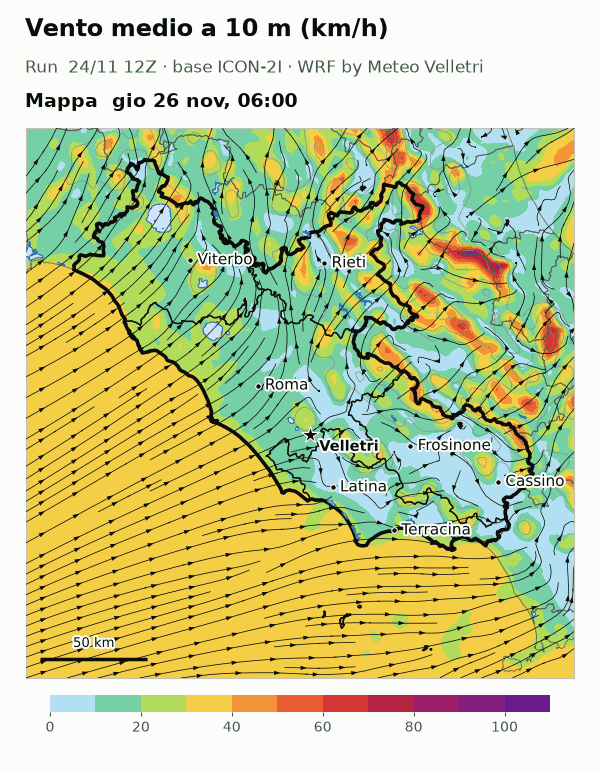 Vento medio a 10 m (km/h)
Run  24/11 12Z · base ICON-2I · WRF by Meteo Velletri
Mappa  gio 26 nov, 06:00
Viterbo
Rieti
Roma
Velletri
Frosinone
Latina
Cassino
Terracina
50 km
0 20 40 60 80 100